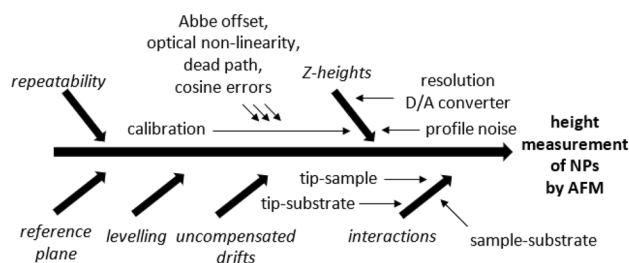 Abbe offset,
optical non-linearity,
dead path,
cosine errors
repeatability
Z-heights
resolution
D/A converter
calibration
profile noise
height
measurement
of NPs
by AFM
tip-sample
tip-substrate
reference
plane
levelling
uncompensated
drifts
interactions
sample-substrate